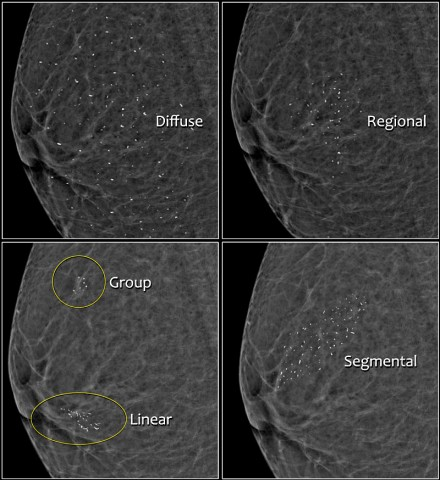 Diffuse
Regional
Group
Linear
Segmental